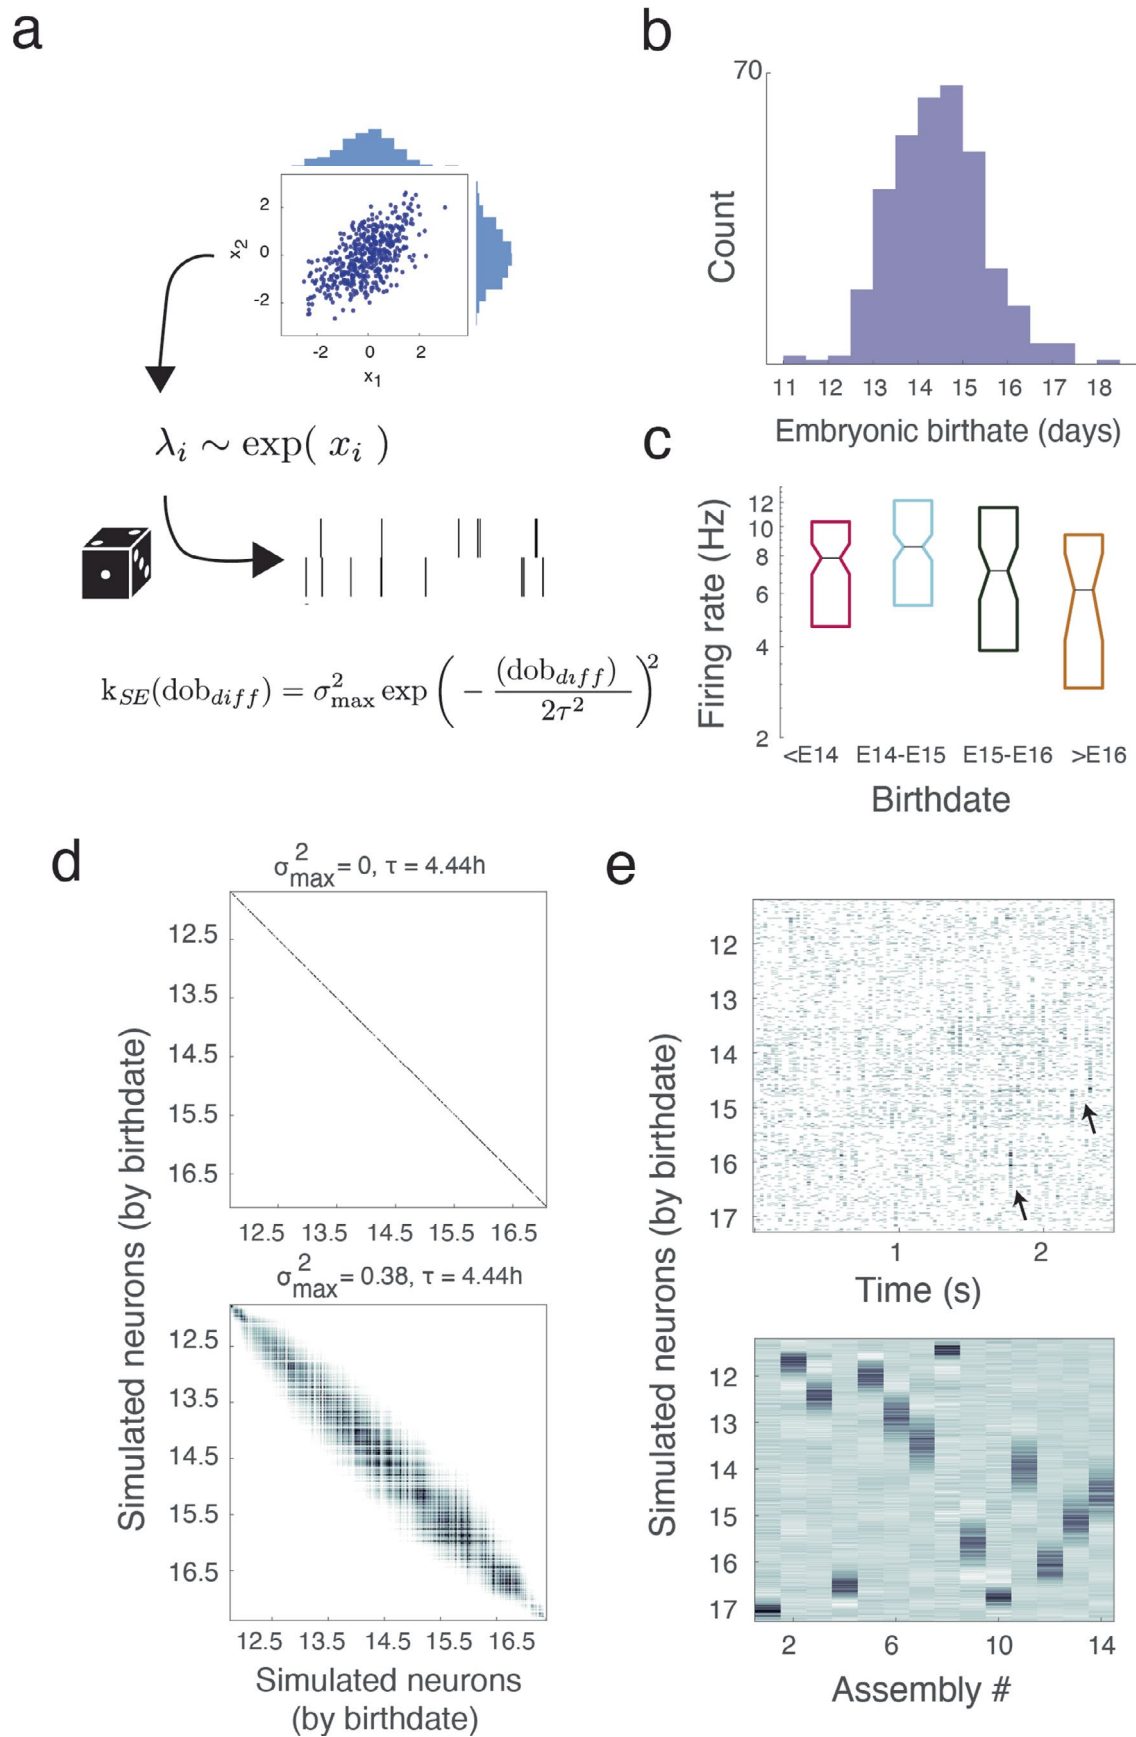 a
2
0
-2
x2
-2 0 2
x1
λi ∼ exp( xi )
kSE(dobdiff) = σ²max exp ( − (dobdiff) / 2τ² )²
b
70
Count
11 12 13 14 15 16 17 18
Embryonic birthate (days)
c
12
10
8
6
4
2
Firing rate (Hz)
<E14 E14-E15 E15-E16 >E16
Birthdate
d
σ²max = 0, τ = 4.44h
12.5
13.5
14.5
15.5
16.5
12.5 13.5 14.5 15.5 16.5
σ²max = 0.38, τ = 4.44h
12.5
13.5
14.5
15.5
16.5
12.5 13.5 14.5 15.5 16.5
Simulated neurons (by birthdate)
Simulated neurons
(by birthdate)
e
12
13
14
15
16
17
1 2
Time (s)
Simulated neurons (by birthdate)
12
13
14
15
16
17
2 6 10 14
Assembly #